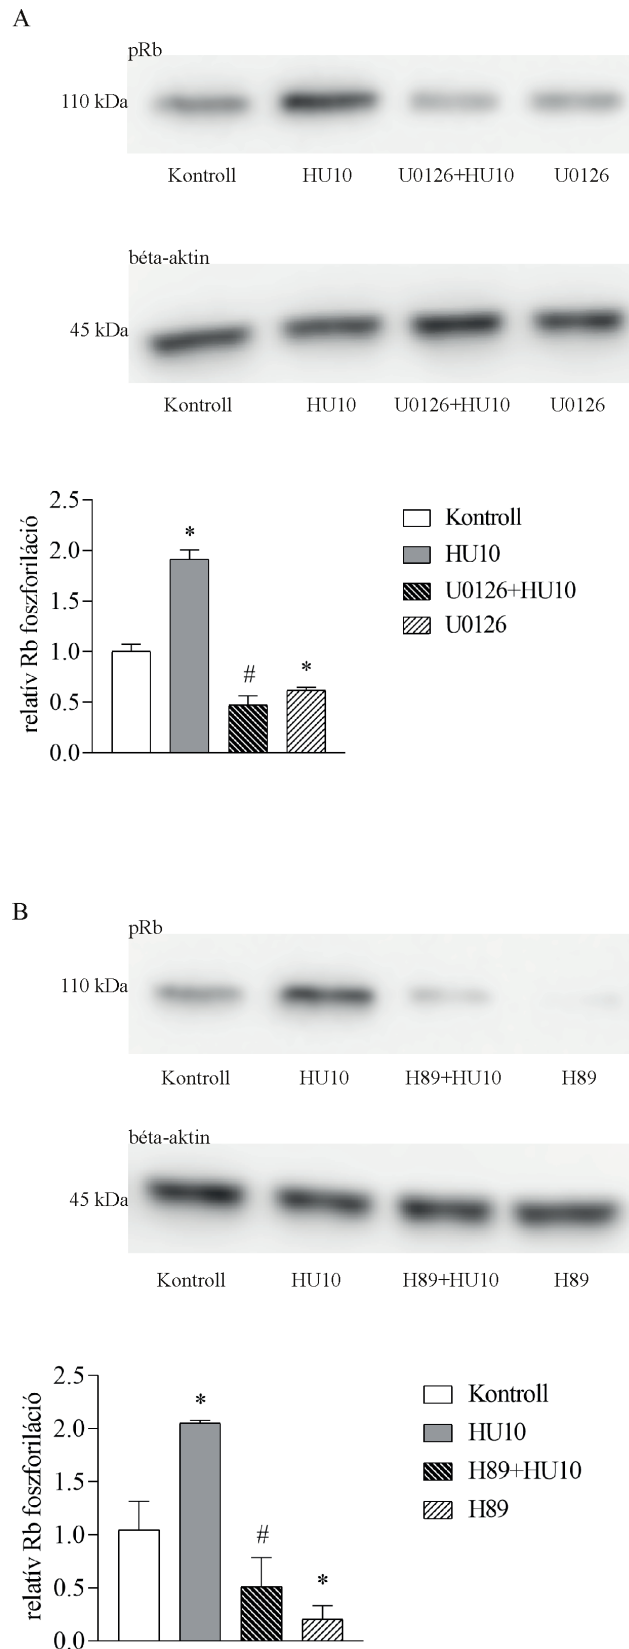 A
pRb
110 kDa
Kontroll HU10 U0126+HU10 U0126
béta-aktin
45 kDa
Kontroll HU10 U0126+HU10 U0126
relatív Rb foszforiláció
2.5
2.0
1.5
1.0
0.5
0.0
* # *
Kontroll
HU10
U0126+HU10
U0126
B
pRb
110 kDa
Kontroll HU10 H89+HU10 H89
béta-aktin
45 kDa
Kontroll HU10 H89+HU10 H89
relatív Rb foszforiláció
2.5
2.0
1.5
1.0
0.5
0.0
* # *
Kontroll
HU10
H89+HU10
H89